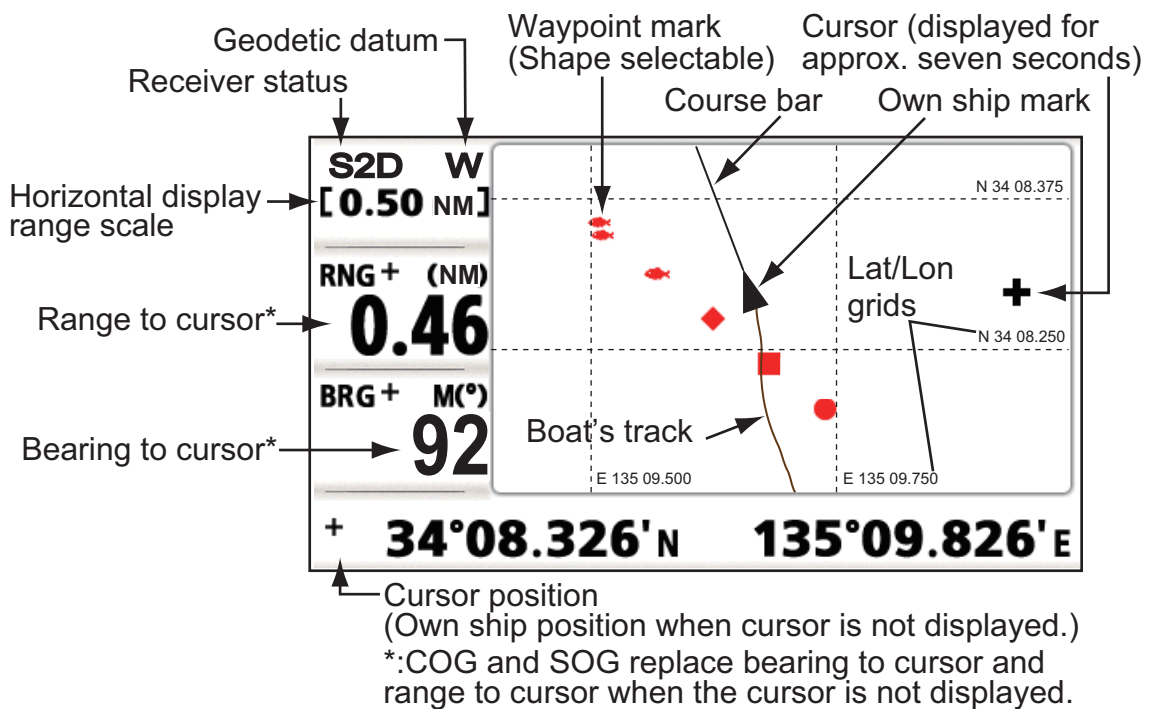 Geodetic datum
Receiver status
Waypoint mark
(Shape selectable)
Cursor (displayed for
approx. seven seconds)
Course bar
Own ship mark
Horizontal display
range scale
Range to cursor*
Bearing to cursor*
S2D W
[0.50 NM]
RNG+ (NM)
0.46
BRG+ M(°)
92
N 34 08.375
Lat/Lon
grids
N 34 08.250
Boat's track
E 135 09.500
E 135 09.750
+ 34°08.326'N 135°09.826'E
Cursor position
(Own ship position when cursor is not displayed.)
*:COG and SOG replace bearing to cursor and
range to cursor when the cursor is not displayed.